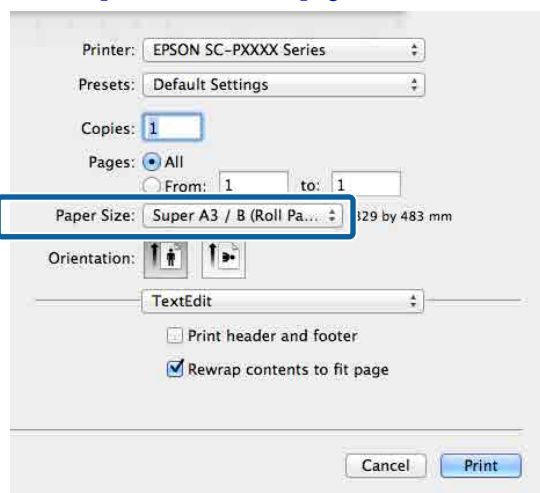 Printer: EPSON SC-PXXXX Series
Presets: Default Settings
Copies: 1
Pages: All
From: 1 to: 1
Paper Size: Super A3 / B (Roll Pa... 329 by 483 mm
Orientation:
TextEdit
Print header and footer
Rewrap contents to fit page
Cancel Print